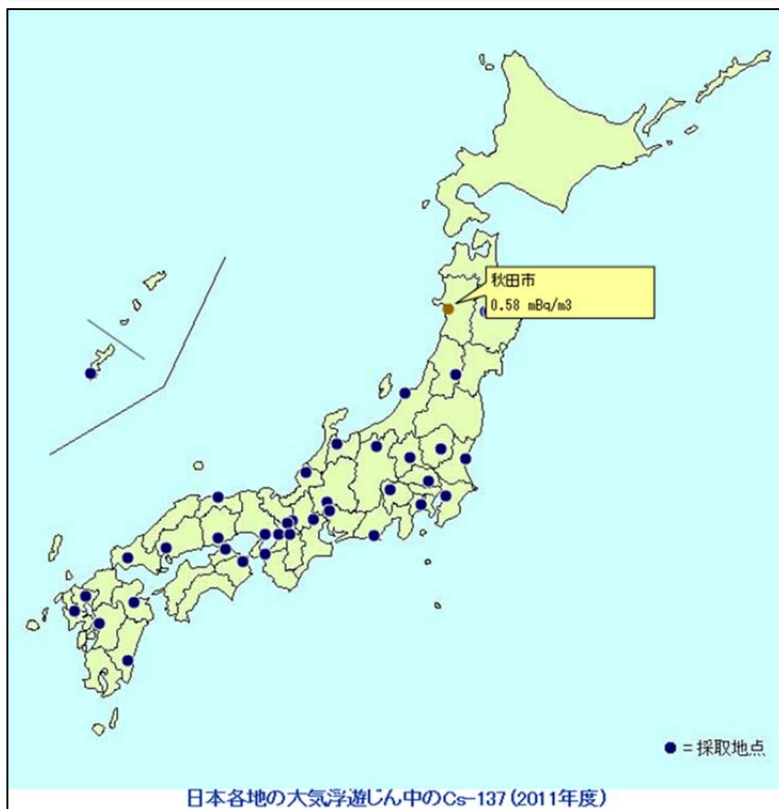 秋田市
0.58 mBq/m3
● = 採取地点
日本各地の大気浮遊じん中のCs-137(2011年度)